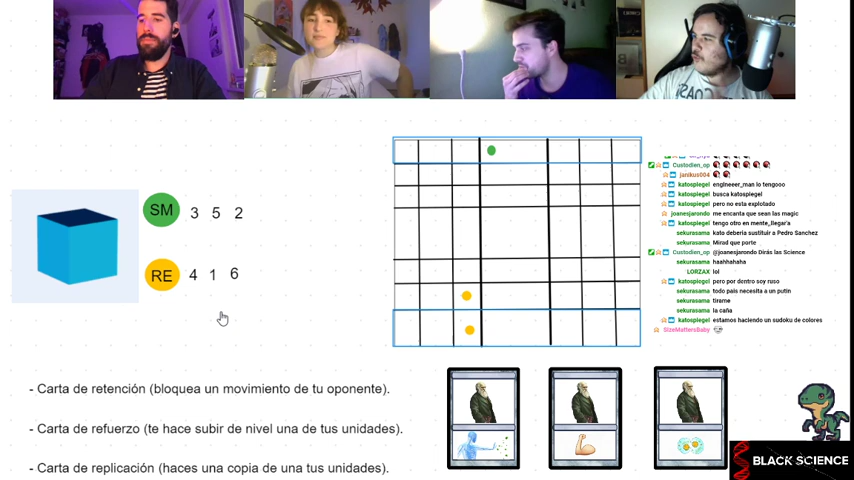 SM 3 5 2
RE 4 1 6
- Carta de retención (bloquea un movimiento de tu oponente).
- Carta de refuerzo (te hace subir de nivel una de tus unidades).
- Carta de replicación (haces una copia de una tus unidades).
Custodien_op
janikus004
katospiegel engineeer_man lo tengooo
katospiegel busca katospiegel
katospiegel pero no esta explotado
joanesjarondo me encanta que sean las magic
katospiegel tengo otro en mente,,llegar'a
sekurasama kato deberia sustituir a Pedro Sanchez
sekurasama Mirad que porte
Custodien_op @joanesjarondo Dirás las Science
sekurasama haahhahaha
LORZAX lol
katospiegel pero por dentro soy ruso
sekurasama todo pais necesita a un putin
sekurasama tirame
sekurasama la caña
katospiegel estamos haciendo un sudoku de colores
SizeMattersBaby
BLACK SCIENCE